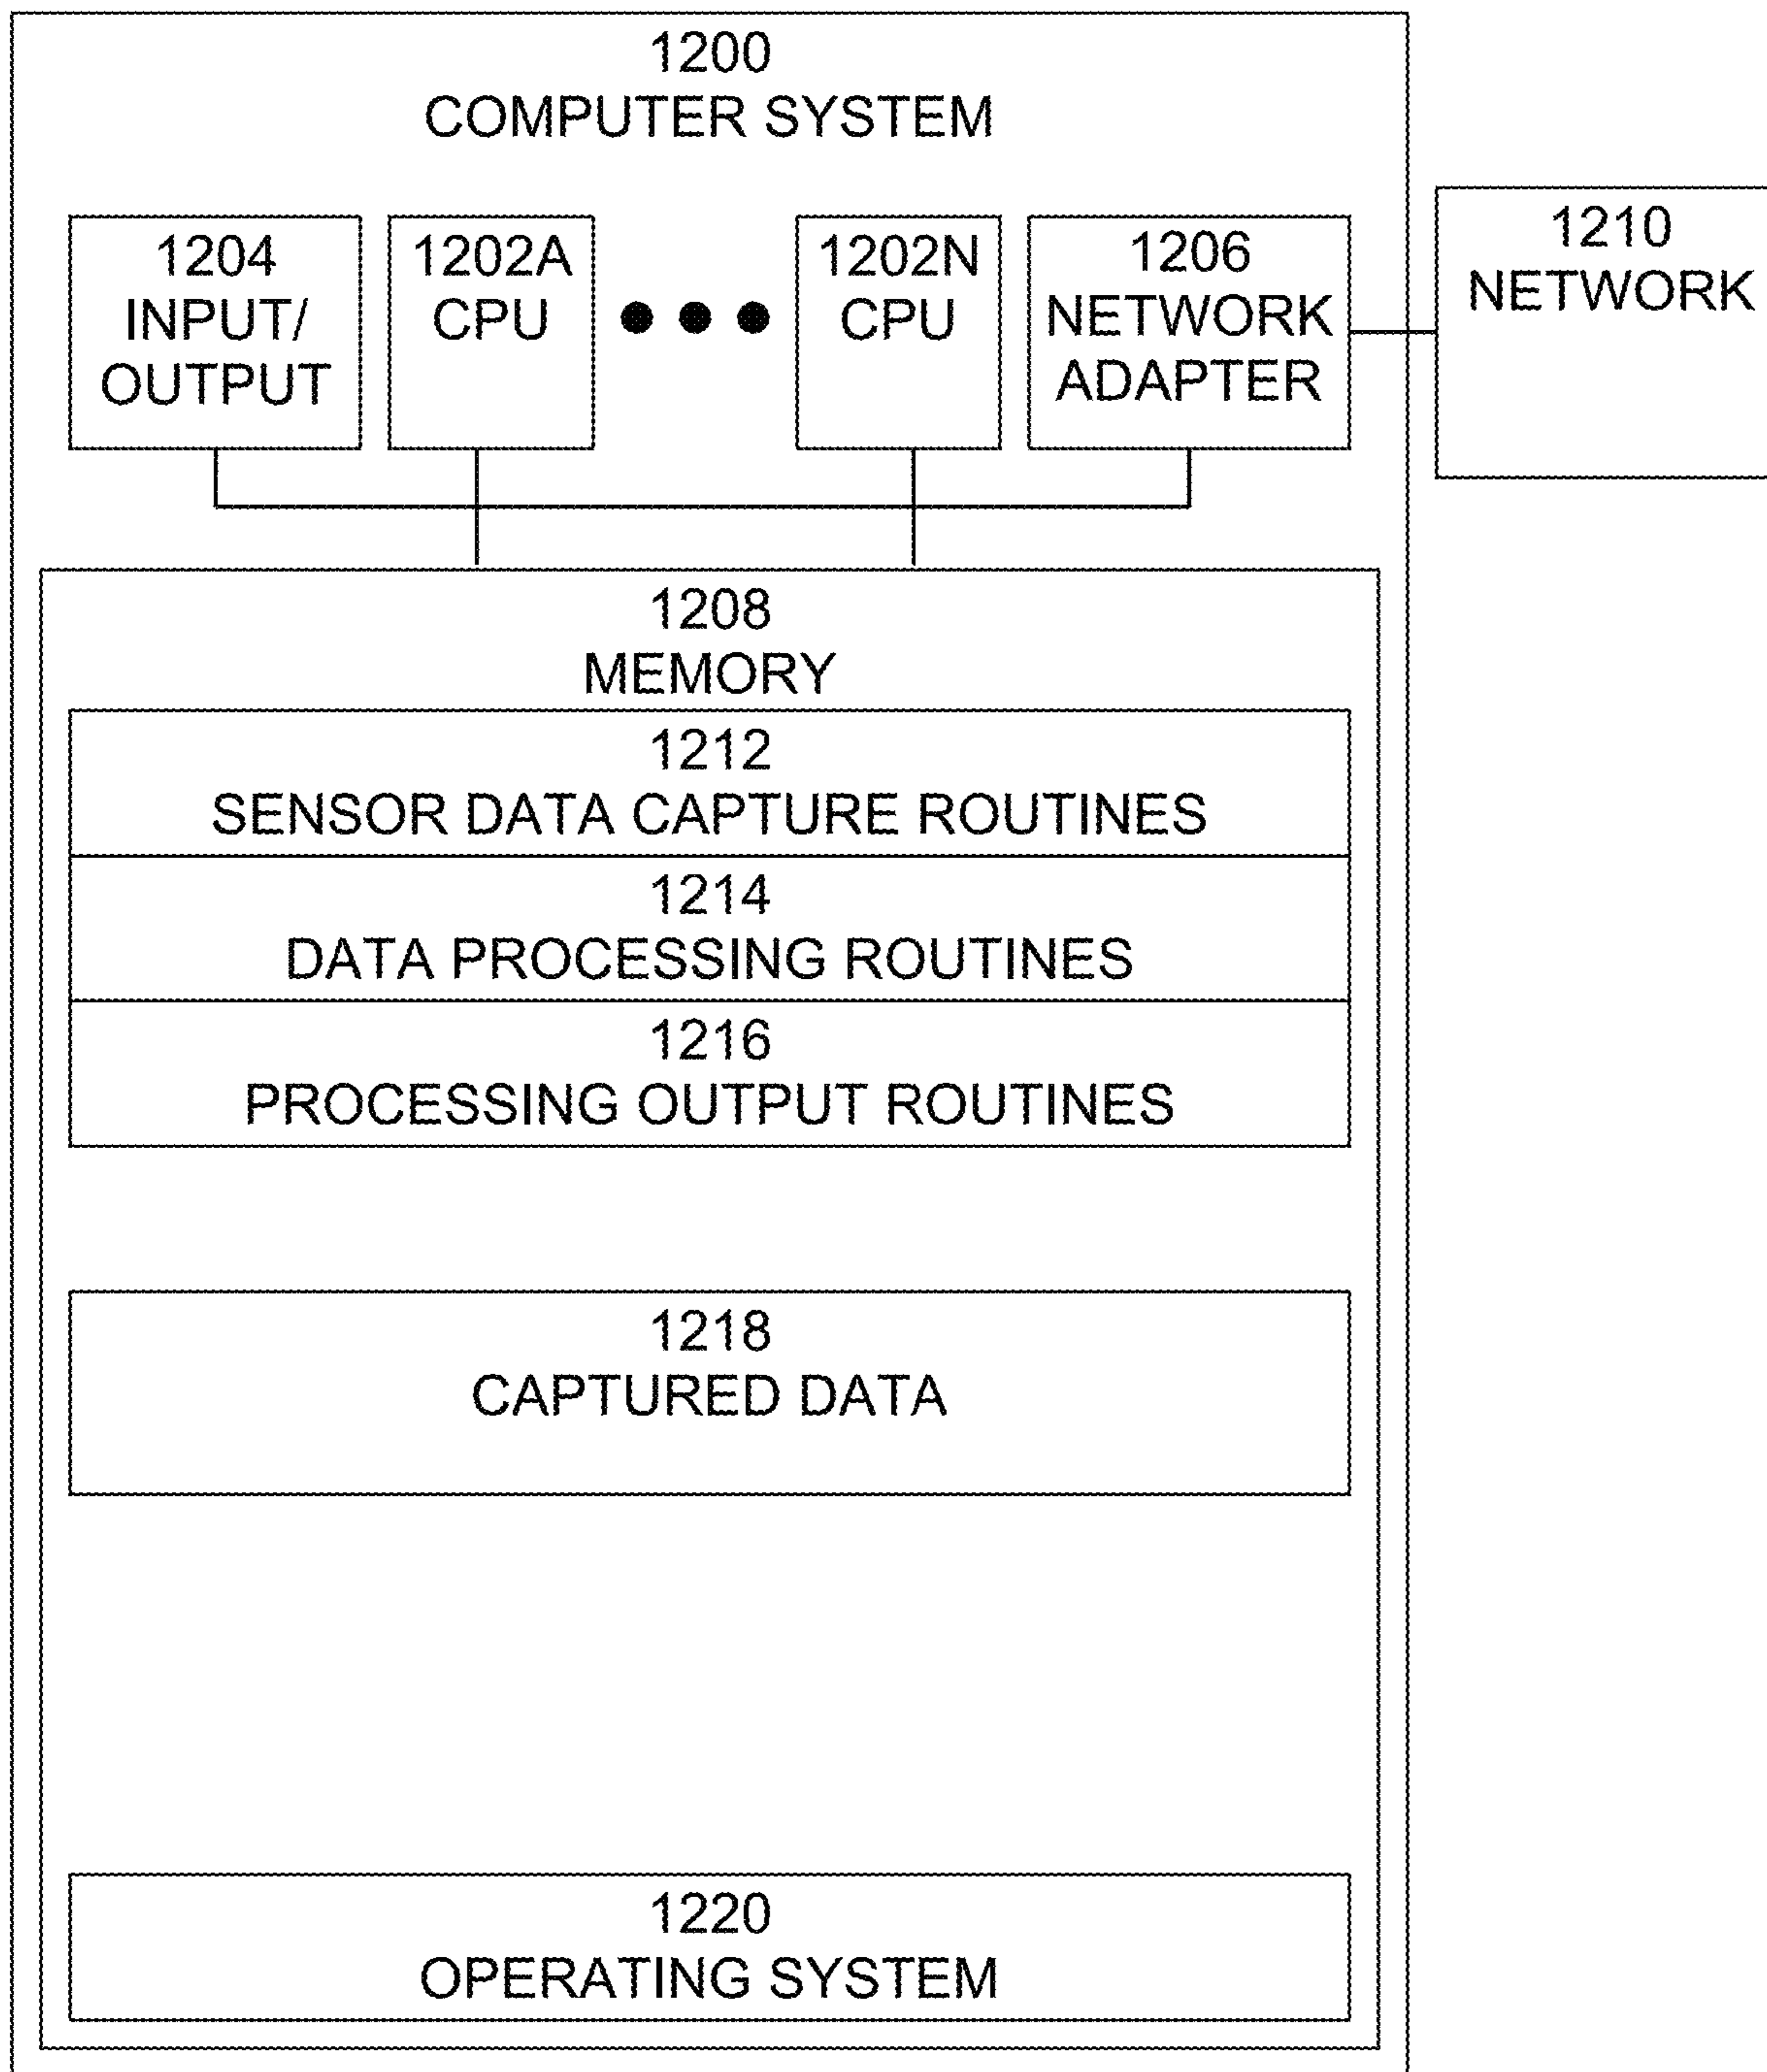 1200
COMPUTER SYSTEM
1204
INPUT/
OUTPUT
1202A
CPU
1202N
CPU
1206
NETWORK
ADAPTER
1210
NETWORK
1208
MEMORY
1212
SENSOR DATA CAPTURE ROUTINES
1214
DATA PROCESSING ROUTINES
1216
PROCESSING OUTPUT ROUTINES
1218
CAPTURED DATA
1220
OPERATING SYSTEM